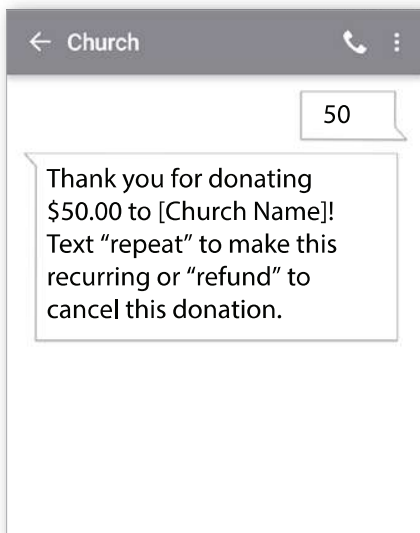 Church
50
Thank you for donating
$50.00 to [Church Name]!
Text “repeat” to make this
recurring or “refund” to
cancel this donation.